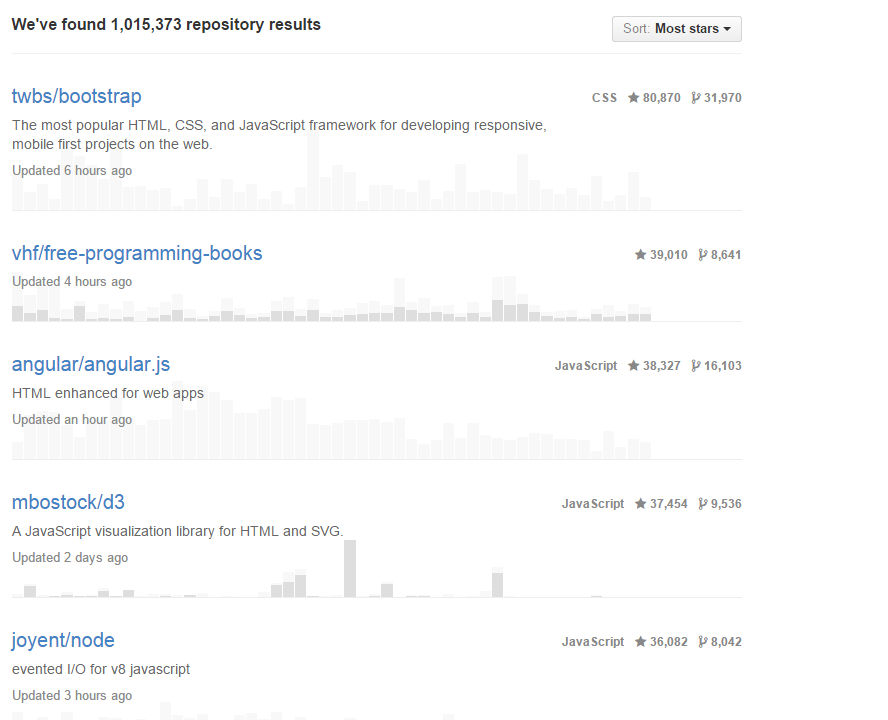 We've found 1,015,373 repository results
Sort: Most stars
twbs/bootstrap
CSS 80,870 31,970
The most popular HTML, CSS, and JavaScript framework for developing responsive,
mobile first projects on the web.
Updated 6 hours ago
vhf/free-programming-books
39,010 8,641
Updated 4 hours ago
angular/angular.js
JavaScript 38,327 16,103
HTML enhanced for web apps
Updated an hour ago
mbostock/d3
JavaScript 37,454 9,536
A JavaScript visualization library for HTML and SVG.
Updated 2 days ago
joyent/node
JavaScript 36,082 8,042
evented I/O for v8 javascript
Updated 3 hours ago